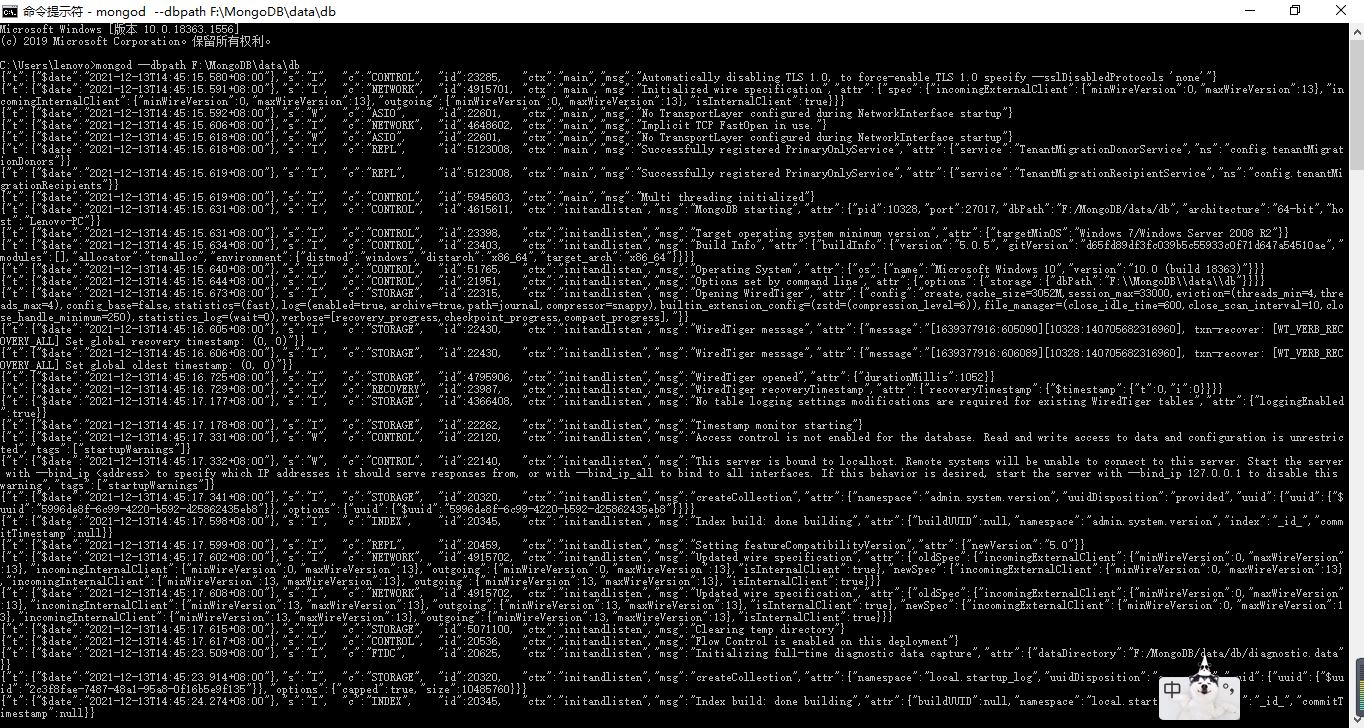 命令提示符 - mongod  --dbpath F:\MongoDB\data\db
Microsoft Windows [版本 10.0.18363.1556]
(c) 2019 Microsoft Corporation。保留所有权利。
C:\Users\lenovo>mongod --dbpath F:\MongoDB\data\db
{"t":{"$date":"2021-12-13T14:45:15.580+08:00"},"s":"I",  "c":"CONTROL",  "id":23285,   "ctx":"main","msg":"Automatically disabling TLS 1.0, to force-enable TLS 1.0 specify --sslDisabledProtocols 'none'"}
{"t":{"$date":"2021-12-13T14:45:15.591+08:00"},"s":"I",  "c":"NETWORK",  "id":4915701, "ctx":"main","msg":"Initialized wire specification","attr":{"spec":{"incomingExternalClient":{"minWireVersion":0,"maxWireVersion":13},"in
comingInternalClient":{"minWireVersion":0,"maxWireVersion":13},"outgoing":{"minWireVersion":0,"maxWireVersion":13},"isInternalClient":true}}}
{"t":{"$date":"2021-12-13T14:45:15.592+08:00"},"s":"W",  "c":"ASIO",     "id":22601,   "ctx":"main","msg":"No TransportLayer configured during NetworkInterface startup"}
{"t":{"$date":"2021-12-13T14:45:15.606+08:00"},"s":"I",  "c":"NETWORK",  "id":4648602, "ctx":"main","msg":"Implicit TCP FastOpen in use."}
{"t":{"$date":"2021-12-13T14:45:15.618+08:00"},"s":"W",  "c":"ASIO",     "id":22601,   "ctx":"main","msg":"No TransportLayer configured during NetworkInterface startup"}
{"t":{"$date":"2021-12-13T14:45:15.618+08:00"},"s":"I",  "c":"REPL",     "id":5123008, "ctx":"main","msg":"Successfully registered PrimaryOnlyService","attr":{"service":"TenantMigrationDonorService","ns":"config.tenantMigrat
ionDonors"}}
{"t":{"$date":"2021-12-13T14:45:15.619+08:00"},"s":"I",  "c":"REPL",     "id":5123008, "ctx":"main","msg":"Successfully registered PrimaryOnlyService","attr":{"service":"TenantMigrationRecipientService","ns":"config.tenantMi
grationRecipients"}}
{"t":{"$date":"2021-12-13T14:45:15.619+08:00"},"s":"I",  "c":"CONTROL",  "id":5945603, "ctx":"main","msg":"Multi threading initialized"}
{"t":{"$date":"2021-12-13T14:45:15.631+08:00"},"s":"I",  "c":"CONTROL",  "id":4615611, "ctx":"initandlisten","msg":"MongoDB starting","attr":{"pid":10328,"port":27017,"dbPath":"F:/MongoDB/data/db","architecture":"64-bit","ho
st":"Lenovo-PC"}}
{"t":{"$date":"2021-12-13T14:45:15.631+08:00"},"s":"I",  "c":"CONTROL",  "id":23398,   "ctx":"initandlisten","msg":"Target operating system minimum version","attr":{"targetMinOS":"Windows 7/Windows Server 2008 R2"}}
{"t":{"$date":"2021-12-13T14:45:15.634+08:00"},"s":"I",  "c":"CONTROL",  "id":23403,   "ctx":"initandlisten","msg":"Build Info","attr":{"buildInfo":{"version":"5.0.5","gitVersion":"d65fd89df3fc039b5c55933c0f71d647a54510ae","
modules":[],"allocator":"tcmalloc","environment":{"distmod":"windows","distarch":"x86_64","target_arch":"x86_64"}}}}
{"t":{"$date":"2021-12-13T14:45:15.640+08:00"},"s":"I",  "c":"CONTROL",  "id":51765,   "ctx":"initandlisten","msg":"Operating System","attr":{"os":{"name":"Microsoft Windows 10","version":"10.0 (build 18363)"}}}
{"t":{"$date":"2021-12-13T14:45:15.644+08:00"},"s":"I",  "c":"CONTROL",  "id":21951,   "ctx":"initandlisten","msg":"Options set by command line","attr":{"options":{"storage":{"dbPath":"F:\\MongoDB\\data\\db"}}}}
{"t":{"$date":"2021-12-13T14:45:15.673+08:00"},"s":"I",  "c":"STORAGE",  "id":22315,   "ctx":"initandlisten","msg":"Opening WiredTiger","attr":{"config":"create,cache_size=3052M,session_max=33000,eviction=(threads_min=4,thre
ads_max=4),config_base=false,statistics=(fast),log=(enabled=true,archive=true,path=journal,compressor=snappy),builtin_extension_config=(zstd=(compression_level=6)),file_manager=(close_idle_time=600,close_scan_interval=10,clo
se_handle_minimum=250),statistics_log=(wait=0),verbose=[recovery_progress,checkpoint_progress,compact_progress],"}}
{"t":{"$date":"2021-12-13T14:45:16.605+08:00"},"s":"I",  "c":"STORAGE",  "id":22430,   "ctx":"initandlisten","msg":"WiredTiger message","attr":{"message":"[1639377916:605090][10328:140705682316960], txn-recover: [WT_VERB_REC
OVERY_ALL] Set global recovery timestamp: (0, 0)"}}
{"t":{"$date":"2021-12-13T14:45:16.606+08:00"},"s":"I",  "c":"STORAGE",  "id":22430,   "ctx":"initandlisten","msg":"WiredTiger message","attr":{"message":"[1639377916:606089][10328:140705682316960], txn-recover: [WT_VERB_REC
OVERY_ALL] Set global oldest timestamp: (0, 0)"}}
{"t":{"$date":"2021-12-13T14:45:16.725+08:00"},"s":"I",  "c":"STORAGE",  "id":4795906, "ctx":"initandlisten","msg":"WiredTiger opened","attr":{"durationMillis":1052}}
{"t":{"$date":"2021-12-13T14:45:16.729+08:00"},"s":"I",  "c":"RECOVERY", "id":23987,   "ctx":"initandlisten","msg":"WiredTiger recoveryTimestamp","attr":{"recoveryTimestamp":{"$timestamp":{"t":0,"i":0}}}}
{"t":{"$date":"2021-12-13T14:45:17.177+08:00"},"s":"I",  "c":"STORAGE",  "id":4366408, "ctx":"initandlisten","msg":"No table logging settings modifications are required for existing WiredTiger tables","attr":{"loggingEnabled
":true}}
{"t":{"$date":"2021-12-13T14:45:17.178+08:00"},"s":"I",  "c":"STORAGE",  "id":22262,   "ctx":"initandlisten","msg":"Timestamp monitor starting"}
{"t":{"$date":"2021-12-13T14:45:17.331+08:00"},"s":"W",  "c":"CONTROL",  "id":22120,   "ctx":"initandlisten","msg":"Access control is not enabled for the database. Read and write access to data and configuration is unrestric
ted","tags":["startupWarnings"]}
{"t":{"$date":"2021-12-13T14:45:17.332+08:00"},"s":"W",  "c":"CONTROL",  "id":22140,   "ctx":"initandlisten","msg":"This server is bound to localhost. Remote systems will be unable to connect to this server. Start the server
 with --bind_ip <address> to specify which IP addresses it should serve responses from, or with --bind_ip_all to bind to all interfaces. If this behavior is desired, start the server with --bind_ip 127.0.0.1 to disable this
warning","tags":["startupWarnings"]}
{"t":{"$date":"2021-12-13T14:45:17.341+08:00"},"s":"I",  "c":"STORAGE",  "id":20320,   "ctx":"initandlisten","msg":"createCollection","attr":{"namespace":"admin.system.version","uuidDisposition":"provided","uuid":{"uuid":{"$
uuid":"5996de8f-6c99-4220-b592-d25862435eb8"}},"options":{"uuid":{"$uuid":"5996de8f-6c99-4220-b592-d25862435eb8"}}}}
{"t":{"$date":"2021-12-13T14:45:17.598+08:00"},"s":"I",  "c":"INDEX",    "id":20345,   "ctx":"initandlisten","msg":"Index build: done building","attr":{"buildUUID":null,"namespace":"admin.system.version","index":"_id_","comm
itTimestamp":null}}
{"t":{"$date":"2021-12-13T14:45:17.599+08:00"},"s":"I",  "c":"REPL",     "id":20459,   "ctx":"initandlisten","msg":"Setting featureCompatibilityVersion","attr":{"newVersion":"5.0"}}
{"t":{"$date":"2021-12-13T14:45:17.602+08:00"},"s":"I",  "c":"NETWORK",  "id":4915702, "ctx":"initandlisten","msg":"Updated wire specification","attr":{"oldSpec":{"incomingExternalClient":{"minWireVersion":0,"maxWireVersion":
13},"incomingInternalClient":{"minWireVersion":0,"maxWireVersion":13},"outgoing":{"minWireVersion":0,"maxWireVersion":13},"isInternalClient":true},"newSpec":{"incomingExternalClient":{"minWireVersion":0,"maxWireVersion":13}
,"incomingInternalClient":{"minWireVersion":13,"maxWireVersion":13},"outgoing":{"minWireVersion":13,"maxWireVersion":13},"isInternalClient":true}}}
{"t":{"$date":"2021-12-13T14:45:17.608+08:00"},"s":"I",  "c":"NETWORK",  "id":4915702, "ctx":"initandlisten","msg":"Updated wire specification","attr":{"oldSpec":{"incomingExternalClient":{"minWireVersion":0,"maxWireVersion"
:13},"incomingInternalClient":{"minWireVersion":13,"maxWireVersion":13},"outgoing":{"minWireVersion":13,"maxWireVersion":13},"isInternalClient":true},"newSpec":{"incomingExternalClient":{"minWireVersion":0,"maxWireVersion":1
3},"incomingInternalClient":{"minWireVersion":13,"maxWireVersion":13},"outgoing":{"minWireVersion":13,"maxWireVersion":13},"isInternalClient":true}}}
{"t":{"$date":"2021-12-13T14:45:17.615+08:00"},"s":"I",  "c":"STORAGE",  "id":5071100, "ctx":"initandlisten","msg":"Clearing temp directory"}
{"t":{"$date":"2021-12-13T14:45:17.617+08:00"},"s":"I",  "c":"CONTROL",  "id":20536,   "ctx":"initandlisten","msg":"Flow Control is enabled on this deployment"}
{"t":{"$date":"2021-12-13T14:45:23.509+08:00"},"s":"I",  "c":"FTDC",     "id":20625,   "ctx":"initandlisten","msg":"Initializing full-time diagnostic data capture","attr":{"dataDirectory":"F:/MongoDB/data/db/diagnostic.data"
}}
{"t":{"$date":"2021-12-13T14:45:23.914+08:00"},"s":"I",  "c":"STORAGE",  "id":20320,   "ctx":"initandlisten","msg":"createCollection","attr":{"namespace":"local.startup_log","uuidDisposition":"uuid":{"uuid":{"$uu
id":"2c3f8fae-7487-48a1-95a8-0f16b5e9f135"}},"options":{"capped":true,"size":10485760}}}
{"t":{"$date":"2021-12-13T14:45:24.274+08:00"},"s":"I",  "c":"INDEX",    "id":20345,   "ctx":"initandlisten","msg":"Index build: done building","attr":{"buildUUID":null,"namespace":"local.start "_id_","commitT
imestamp":null}}
中